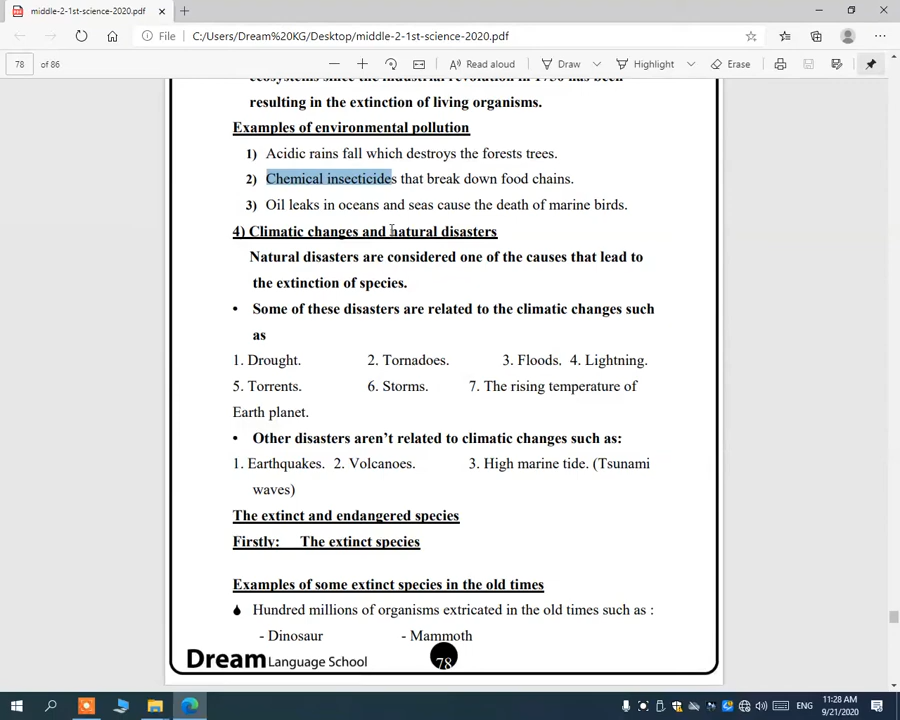 middle-2-1st-science-2020.pdf
File
C:/Users/Dream%20KG/Desktop/middle-2-1st-science-2020.pdf
78 of 86
Read aloud
Draw
Highlight
Erase
ecosystems since the industrial revolution in 1750 has been
resulting in the extinction of living organisms.
Examples of environmental pollution
1) Acidic rains fall which destroys the forests trees.
2) Chemical insecticides that break down food chains.
3) Oil leaks in oceans and seas cause the death of marine birds.
4) Climatic changes and natural disasters
Natural disasters are considered one of the causes that lead to
the extinction of species.
• Some of these disasters are related to the climatic changes such
as
1. Drought. 2. Tornadoes. 3. Floods. 4. Lightning.
5. Torrents. 6. Storms. 7. The rising temperature of
Earth planet.
• Other disasters aren't related to climatic changes such as:
1. Earthquakes. 2. Volcanoes. 3. High marine tide. (Tsunami
waves)
The extinct and endangered species
Firstly: The extinct species
Examples of some extinct species in the old times
Hundred millions of organisms extricated in the old times such as :
- Dinosaur - Mammoth
Dream Language School 78
ENG
11:28 AM
9/21/2020